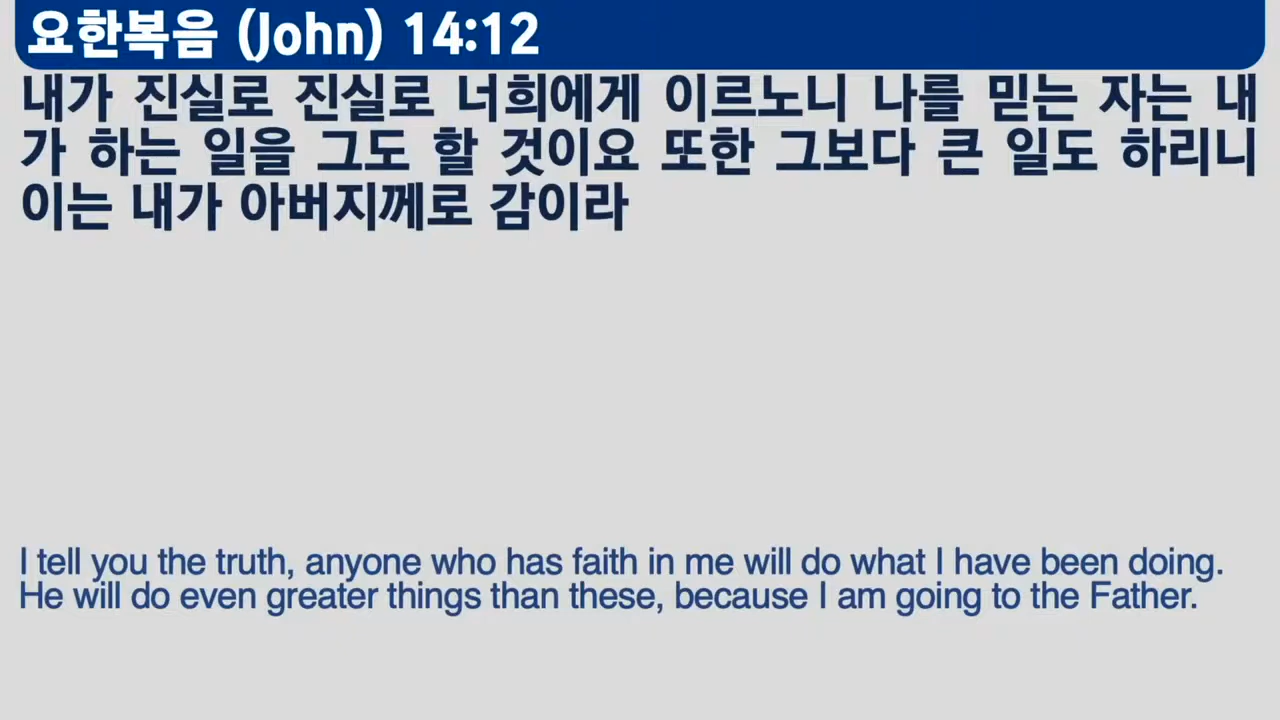 요한복음 (John) 14:12
내가 진실로 진실로 너희에게 이르노니 나를 믿는 자는 내
가 하는 일을 그도 할 것이요 또한 그보다 큰 일도 하리니
이는 내가 아버지께로 감이라
I tell you the truth, anyone who has faith in me will do what I have been doing.
He will do even greater things than these, because I am going to the Father.